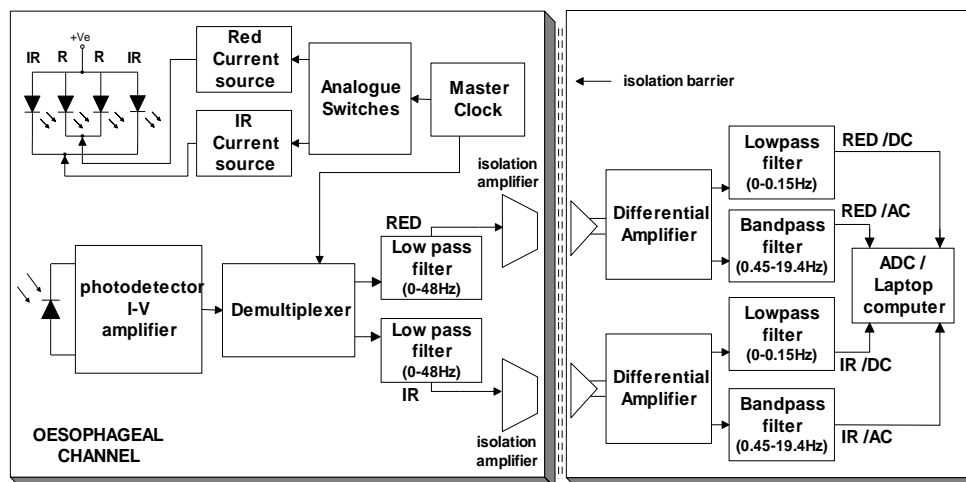 +Ve
IR
R
R
IR
Red
Current
source
IR
Current
source
Analogue
Switches
Master
Clock
isolation
amplifier
photodetector
I-V
amplifier
Demultiplexer
RED
Low pass
filter
(0-48Hz)
Low pass
filter
(0-48Hz)
IR
isolation
amplifier
OESOPHAGEAL
CHANNEL
isolation barrier
Differential
Amplifier
Lowpass
filter
(0-0.15Hz)
RED /DC
Bandpass
filter
(0.45-19.4Hz)
RED /AC
ADC /
Laptop
computer
Differential
Amplifier
Lowpass
filter
(0-0.15Hz)
IR /DC
Bandpass
filter
(0.45-19.4Hz)
IR /AC